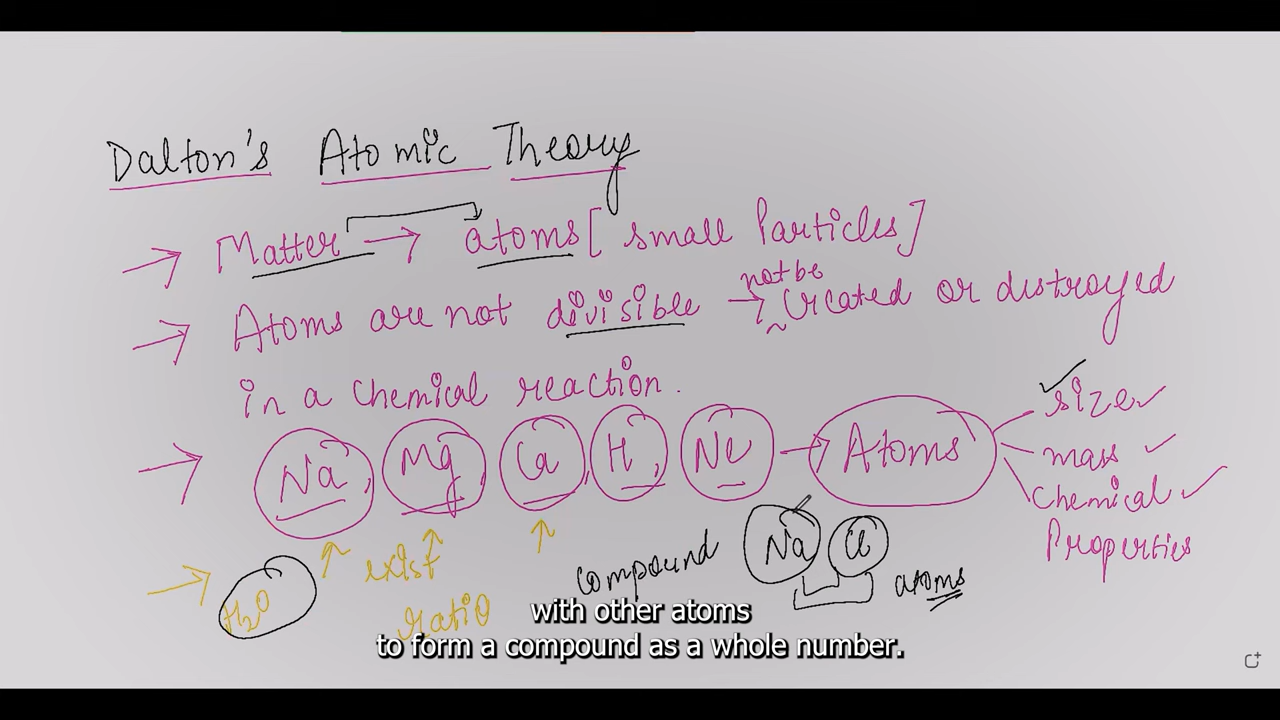 Dalton's Atomic Theory
→ Matter → atoms [small Particles]
not be
→ Atoms are not divisible → Created or destroyed
in a Chemical reaction.
→ Na, Mg, Ca, H, Ne → Atoms
size
mass
Chemical
Properties
→ H₂O exist ratio
compound Na Cl atoms
with other atoms
to form a compound as a whole number.